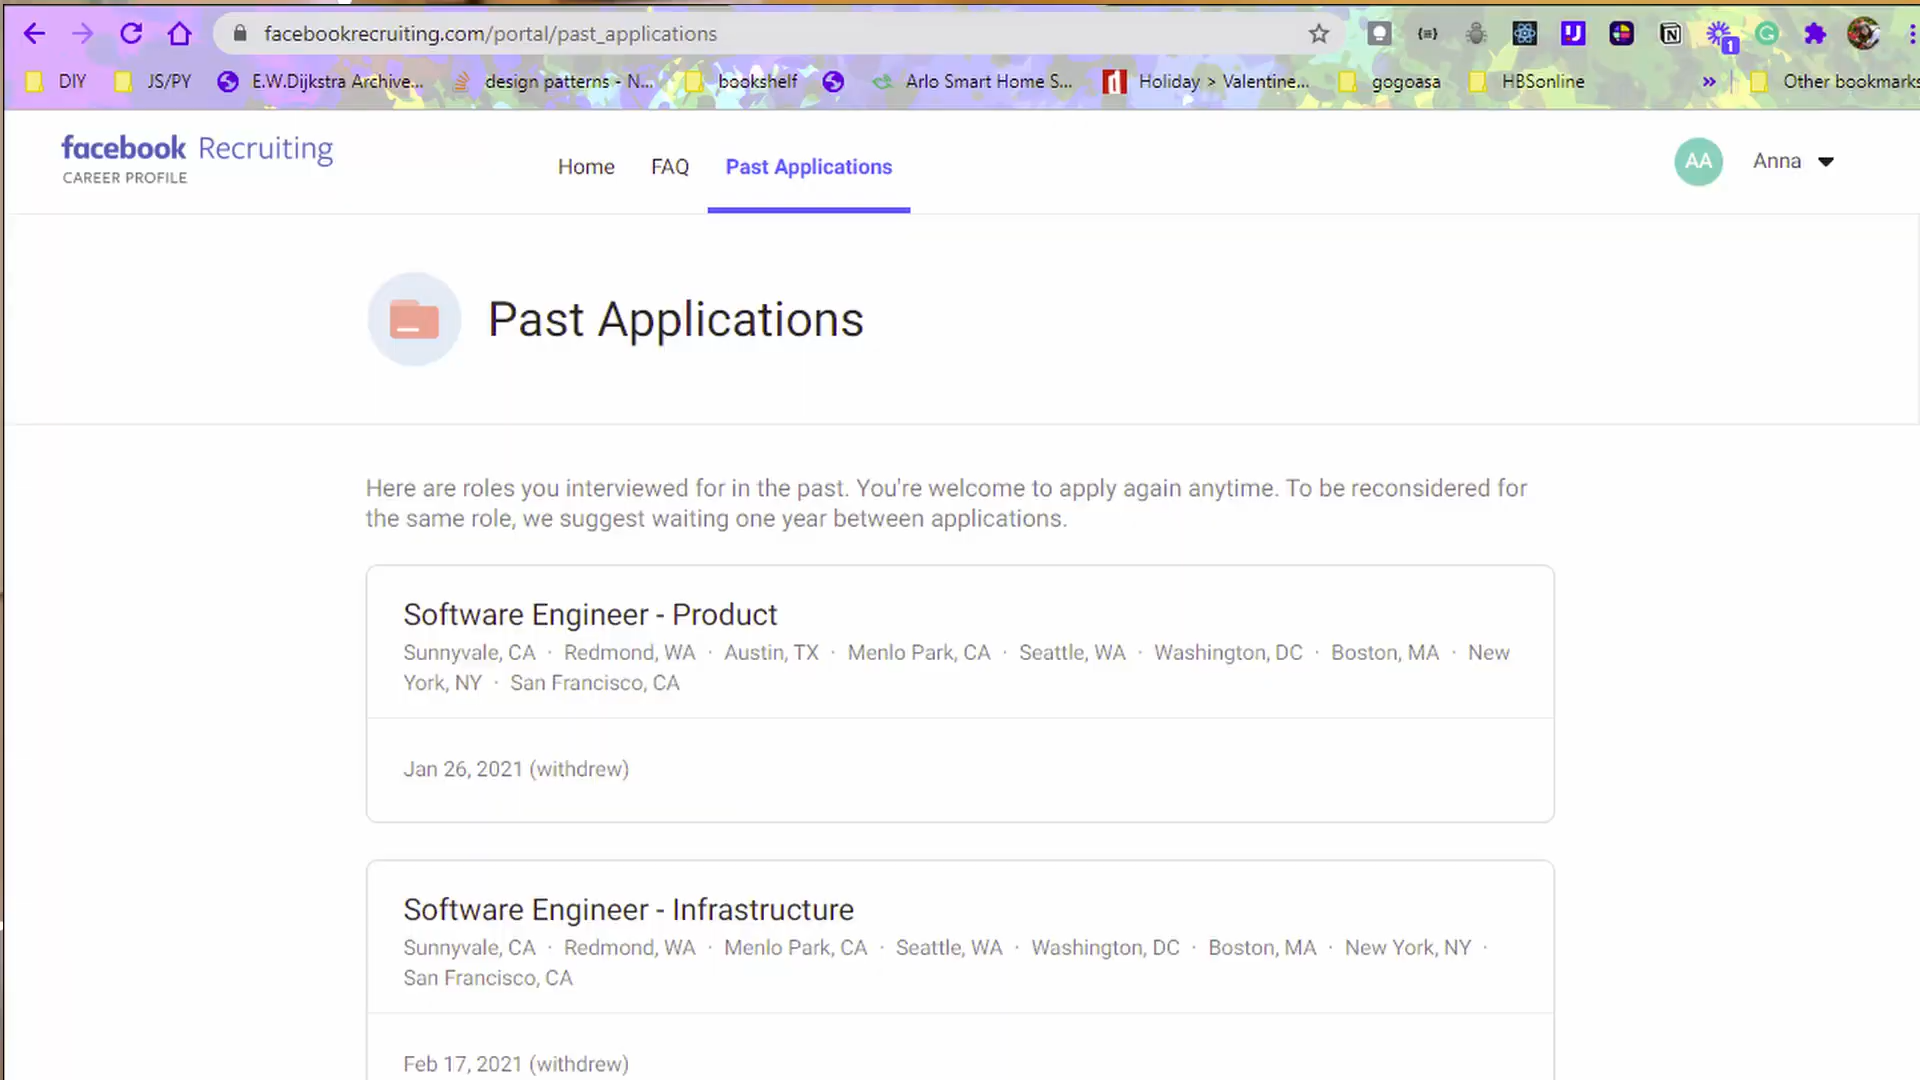 facebookrecruiting.com/portal/past_applications
1
DIY JS/PY E.W.Dijkstra Archive... design patterns - N... bookshelf Arlo Smart Home S... Holiday > Valentine... gogoasa HBSonline » Other bookmarks
facebook Recruiting
CAREER PROFILE
Home FAQ Past Applications
AA Anna
Past Applications
Here are roles you interviewed for in the past. You're welcome to apply again anytime. To be reconsidered for
the same role, we suggest waiting one year between applications.
Software Engineer - Product
Sunnyvale, CA · Redmond, WA · Austin, TX · Menlo Park, CA · Seattle, WA · Washington, DC · Boston, MA · New
York, NY · San Francisco, CA
Jan 26, 2021 (withdrew)
Software Engineer - Infrastructure
Sunnyvale, CA · Redmond, WA · Menlo Park, CA · Seattle, WA · Washington, DC · Boston, MA · New York, NY ·
San Francisco, CA
Feb 17, 2021 (withdrew)